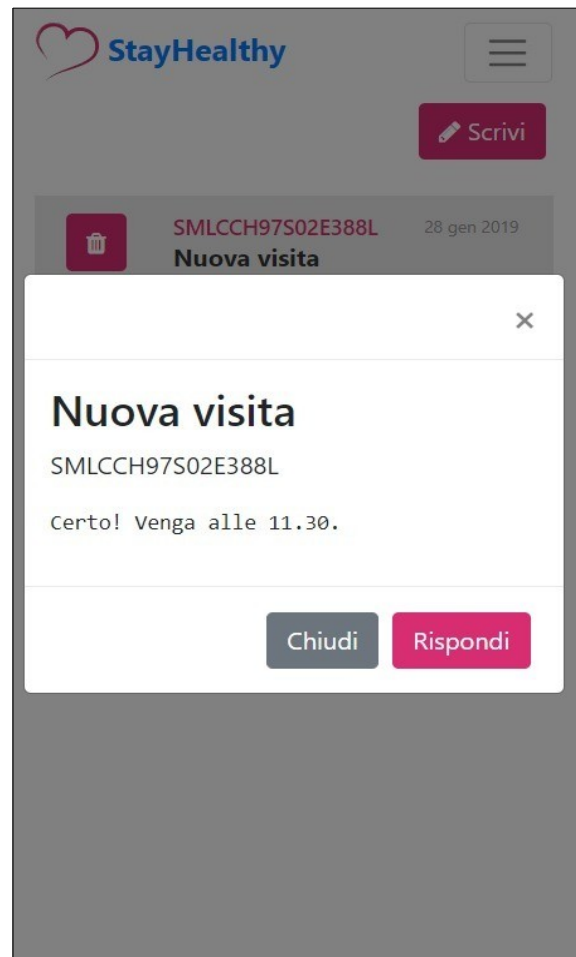 StayHealthy
Scrivi
SMLCCH97S02E388L 28 gen 2019
Nuova visita
×
Nuova visita
SMLCCH97S02E388L
Certo! Venga alle 11.30.
Chiudi Rispondi